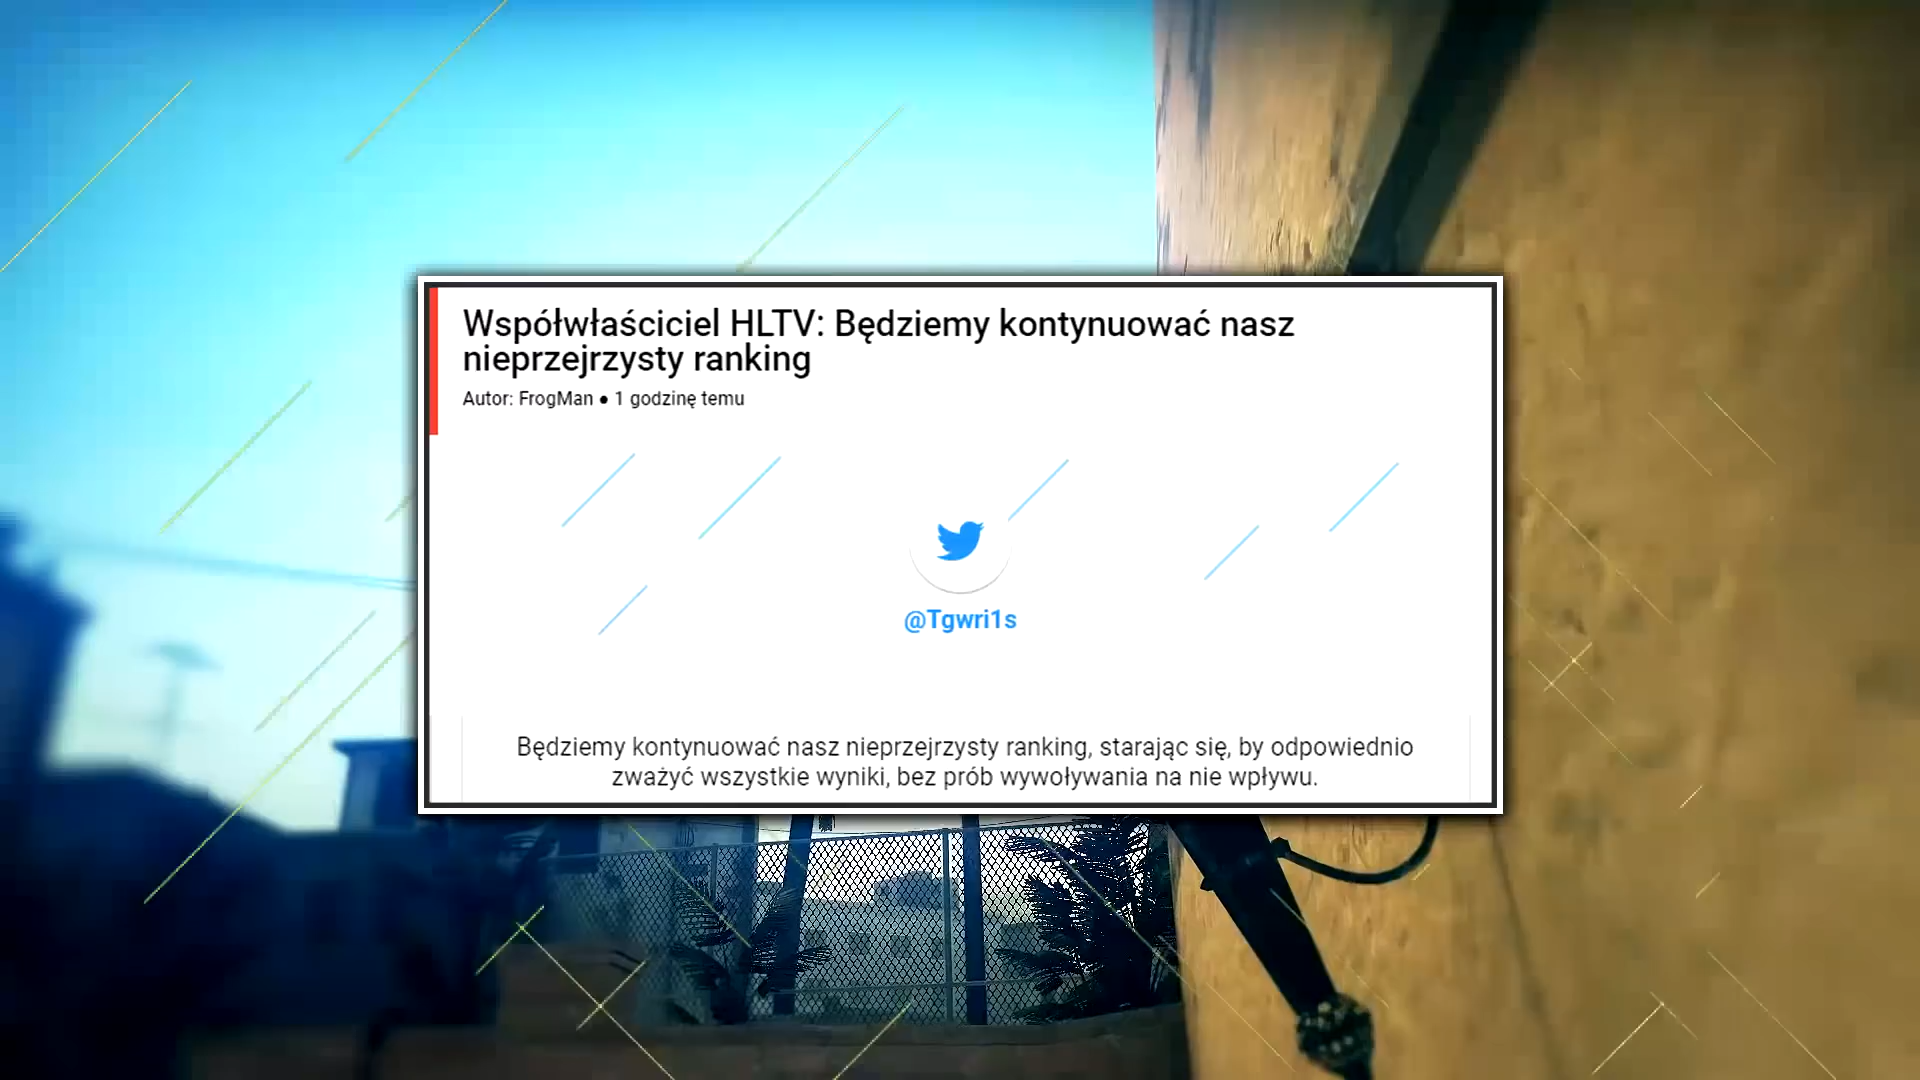 Współwłaściciel HLTV: Będziemy kontynuować nasz
nieprzejrzysty ranking
Autor: FrogMan ● 1 godzinę temu
@Tgwri1s
Będziemy kontynuować nasz nieprzejrzysty ranking, starając się, by odpowiednio
zważyć wszystkie wyniki, bez prób wywoływania na nie wpływu.